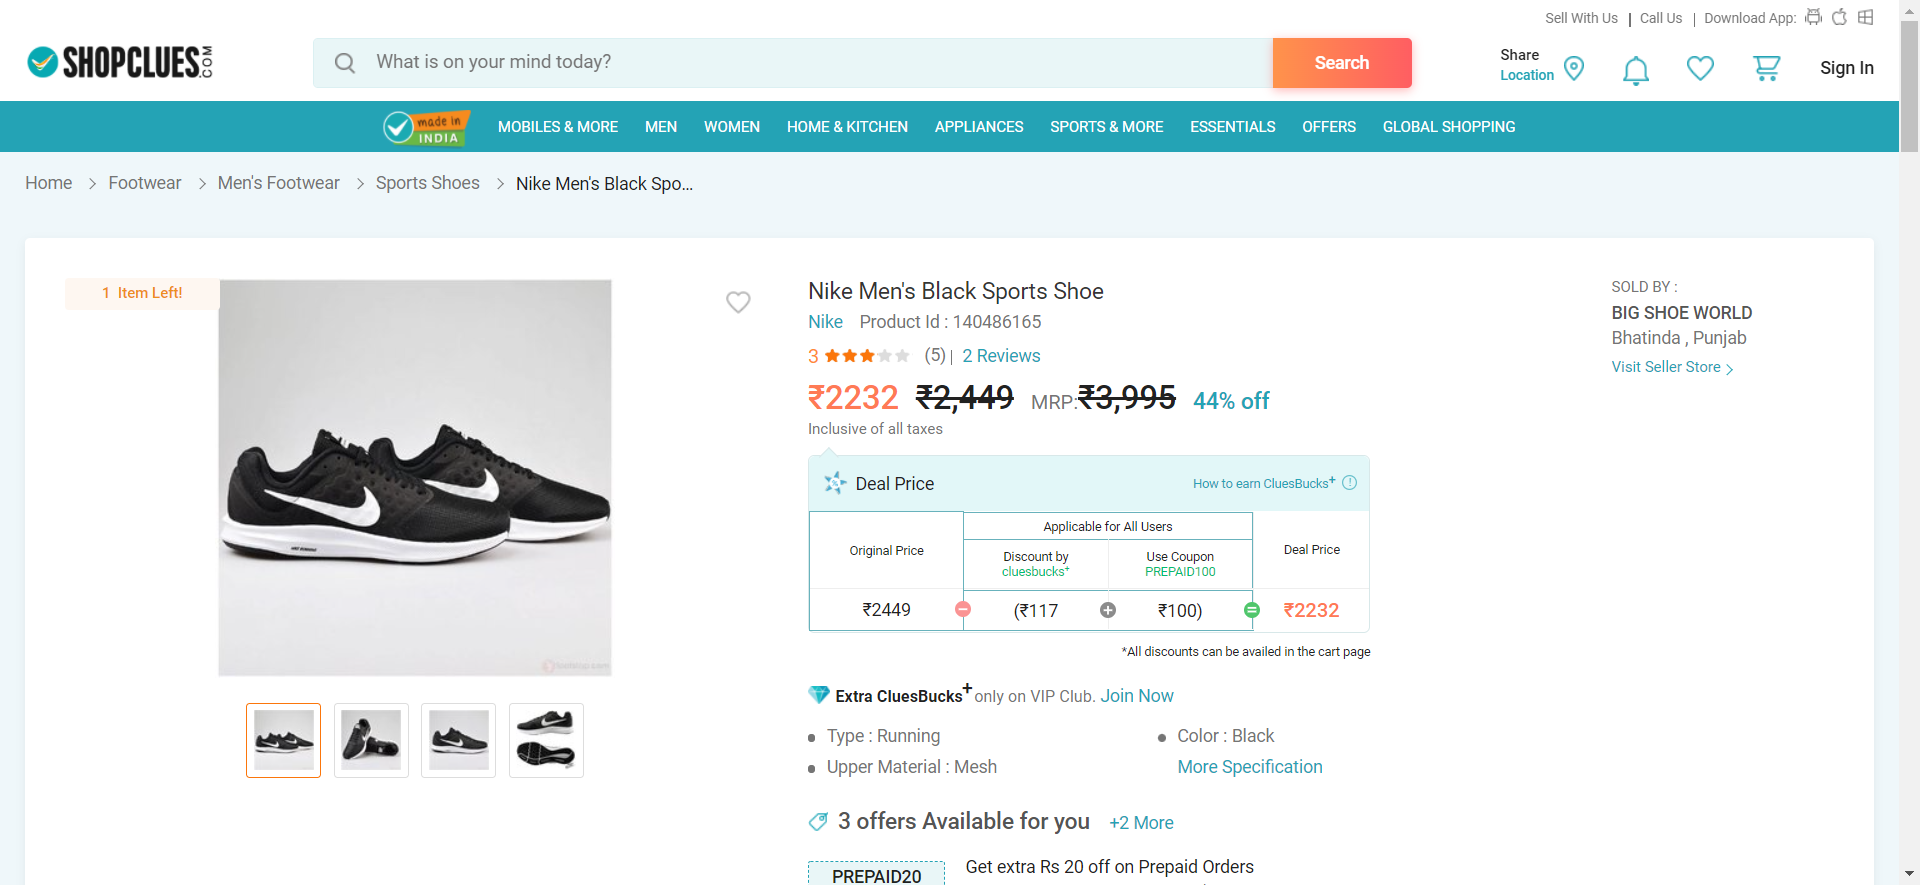 Sell With Us | Call Us | Download App:
SHOPCLUES.COM
What is on your mind today?
Search
Share
Location
Sign In
made in
INDIA
MOBILES & MORE MEN WOMEN HOME & KITCHEN APPLIANCES SPORTS & MORE ESSENTIALS OFFERS GLOBAL SHOPPING
Home > Footwear > Men's Footwear > Sports Shoes > Nike Men's Black Spo...
1 Item Left!
Nike Men's Black Sports Shoe
Nike Product Id : 140486165
3 (5) | 2 Reviews
₹2232 ₹2,449 MRP:₹3,995 44% off
Inclusive of all taxes
Deal Price
How to earn CluesBucks+
Original Price
Applicable for All Users
Discount by
cluesbucks+
Use Coupon
PREPAID100
Deal Price
₹2449 − (₹117 + ₹100) = ₹2232
*All discounts can be availed in the cart page
Extra CluesBucks+ only on VIP Club. Join Now
Type : Running
Color : Black
Upper Material : Mesh
More Specification
3 offers Available for you +2 More
PREPAID20
Get extra Rs 20 off on Prepaid Orders
SOLD BY :
BIG SHOE WORLD
Bhatinda , Punjab
Visit Seller Store >